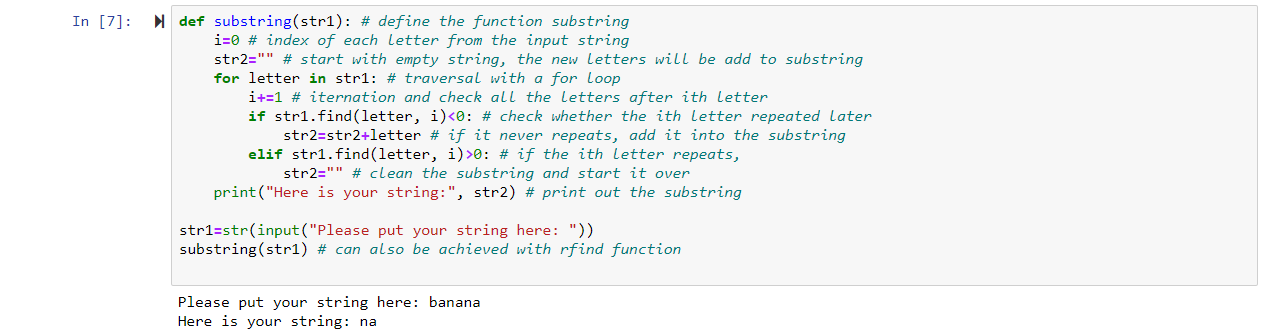 In [7]: def substring(str1): # define the function substring
    i=0 # index of each letter from the input string
    str2="" # start with empty string, the new letters will be add to substring
    for letter in str1: # traversal with a for loop
        i+=1 # iternation and check all the letters after ith letter
        if str1.find(letter, i)<0: # check whether the ith letter repeated later
            str2=str2+letter # if it never repeats, add it into the substring
        elif str1.find(letter, i)>0: # if the ith letter repeats,
            str2="" # clean the substring and start it over
    print("Here is your string:", str2) # print out the substring
str1=str(input("Please put your string here: "))
substring(str1) # can also be achieved with rfind function
Please put your string here: banana
Here is your string: na